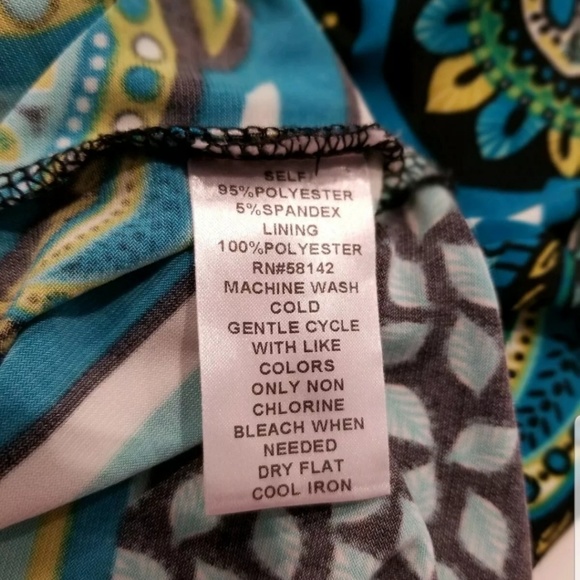 SELF:
95%POLYESTER
5%SPANDEX
LINING
100%POLYESTER
RN#58142
MACHINE WASH
COLD
GENTLE CYCLE
WITH LIKE
COLORS
ONLY NON
CHLORINE
BLEACH WHEN
NEEDED
DRY FLAT
COOL IRON